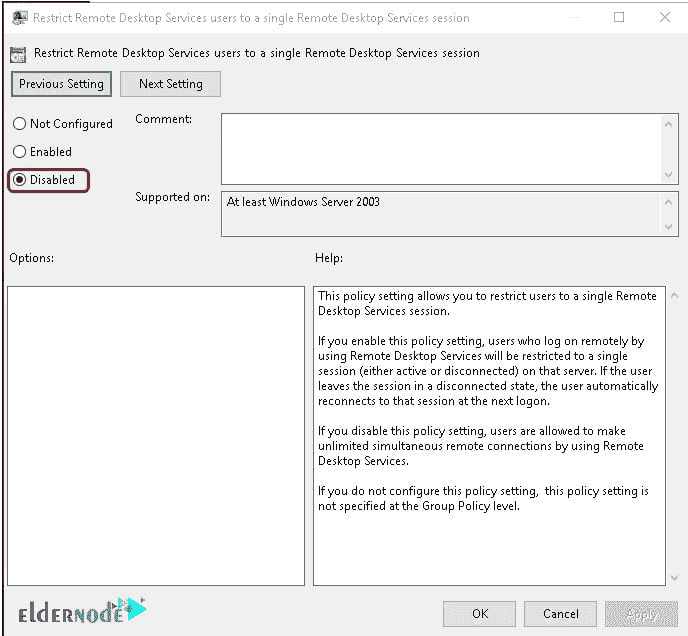 Restrict Remote Desktop Services users to a single Remote Desktop Services session
Restrict Remote Desktop Services users to a single Remote Desktop Services session
Previous Setting
Next Setting
Not Configured
Enabled
Disabled
Comment:
Supported on:
At least Windows Server 2003
Options:
Help:
This policy setting allows you to restrict users to a single Remote
Desktop Services session.
If you enable this policy setting, users who log on remotely by
using Remote Desktop Services will be restricted to a single
session (either active or disconnected) on that server. If the user
leaves the session in a disconnected state, the user automatically
reconnects to that session at the next logon.
If you disable this policy setting, users are allowed to make
unlimited simultaneous remote connections by using Remote
Desktop Services.
If you do not configure this policy setting,  this policy setting is
not specified at the Group Policy level.
ELDERNODE
OK
Cancel
Apply